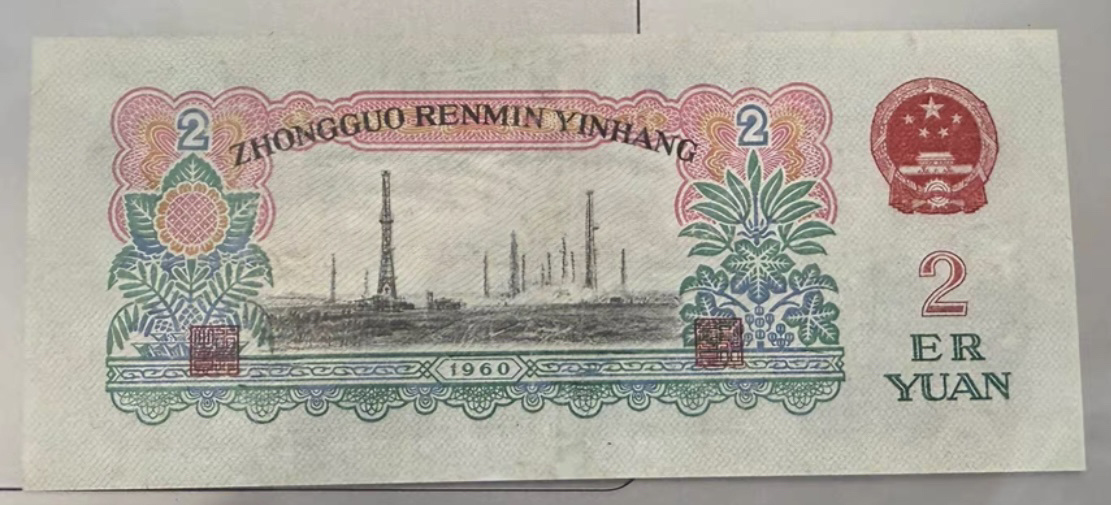 2
2
ZHONGGUO RENMIN YINHANG
1960
2
ER
YUAN